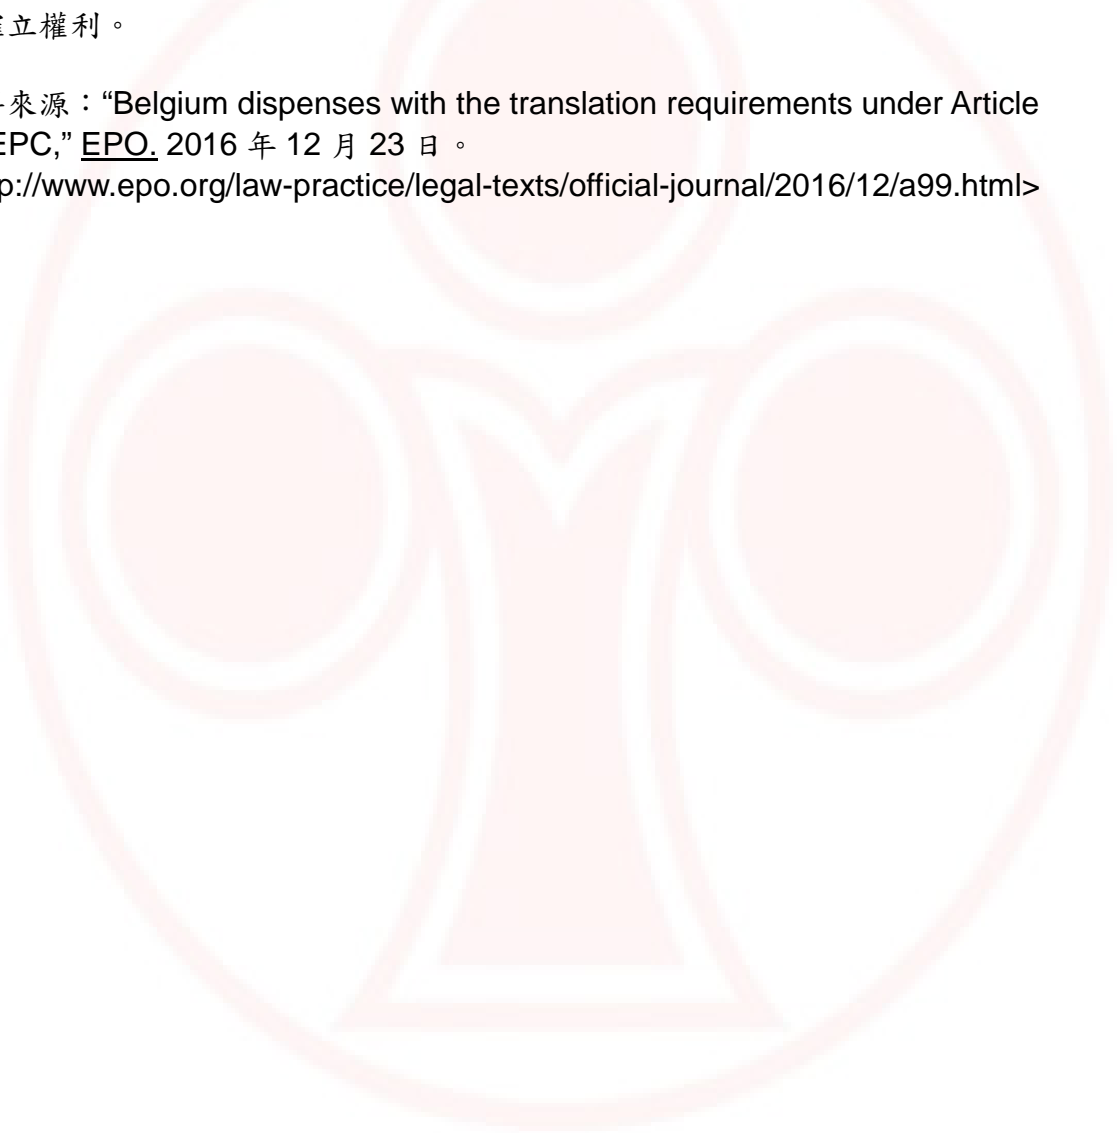 立權利。
來源：“Belgium dispenses with the translation requirements under Article
EPC,” EPO. 2016 年 12 月 23 日。
p://www.epo.org/law-practice/legal-texts/official-journal/2016/12/a99.html>